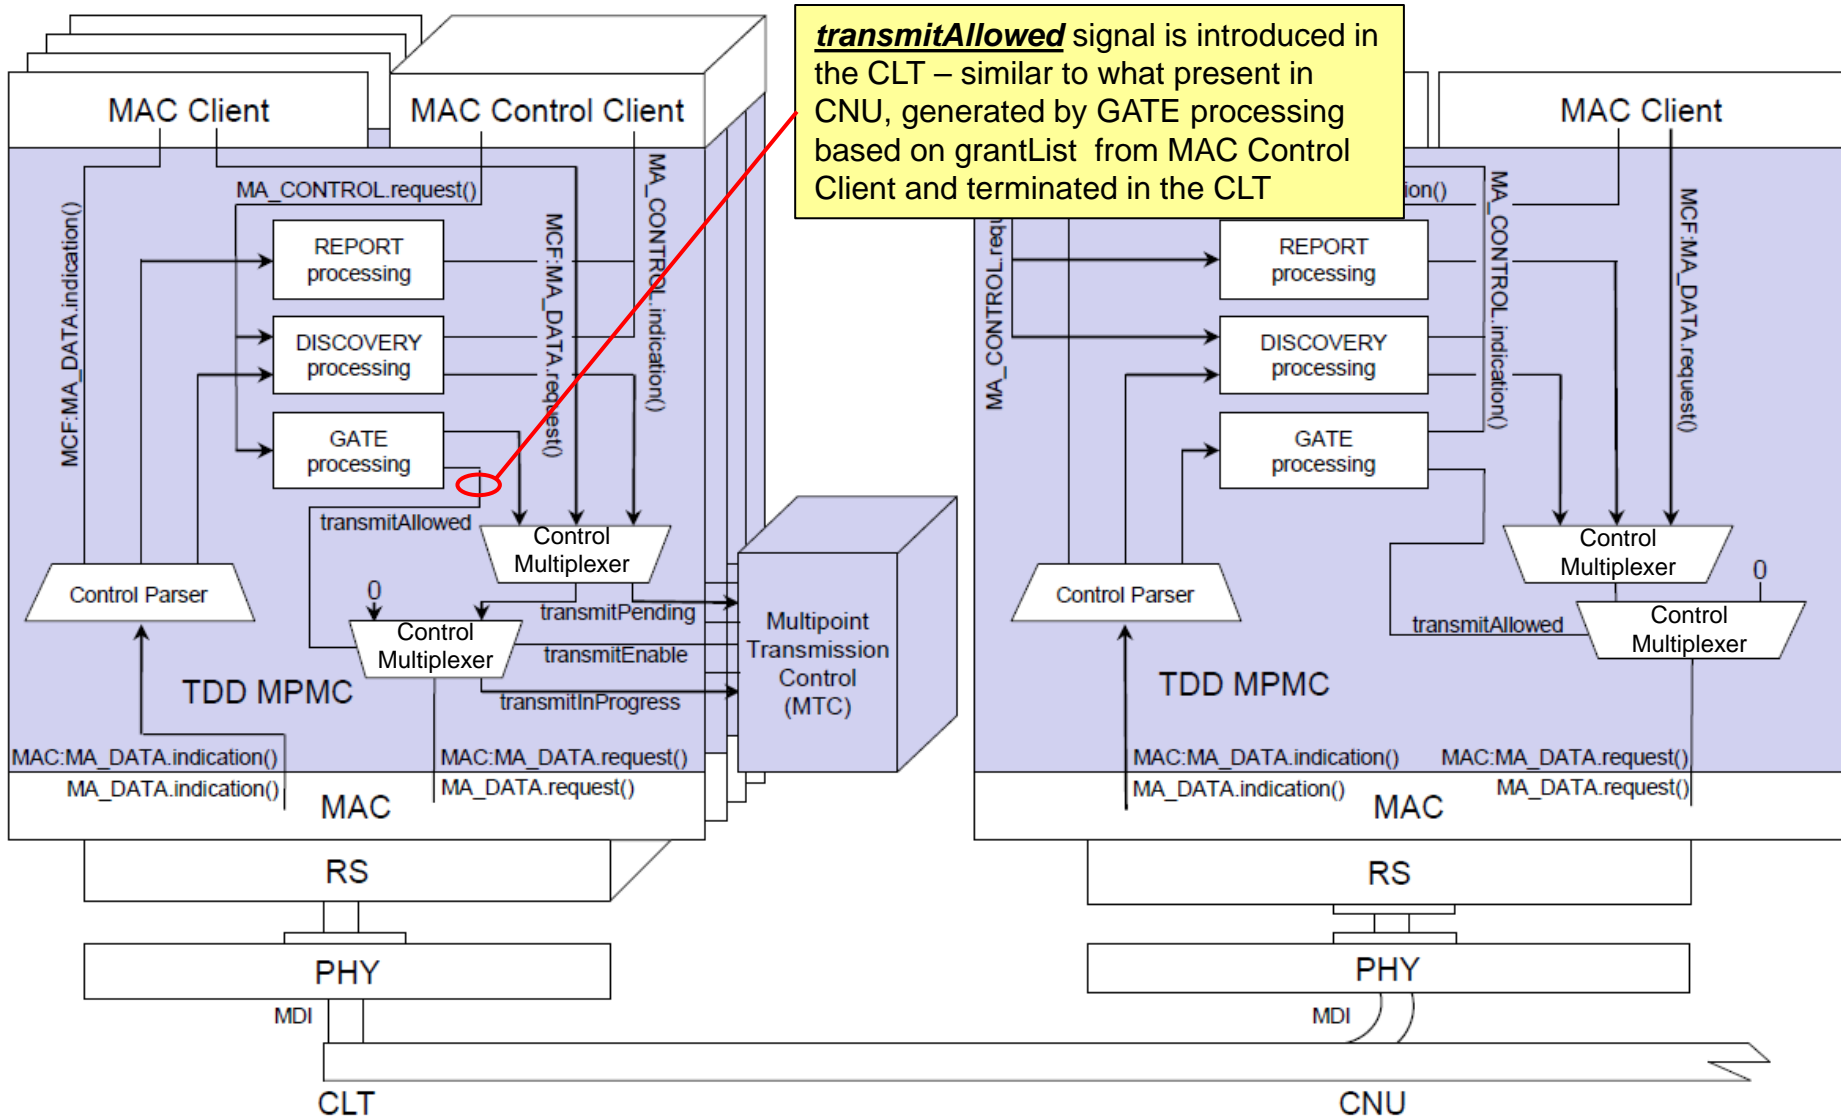 transmitAllowed signal is introduced in
the CLT – similar to what present in
CNU, generated by GATE processing
based on grantList from MAC Control
Client and terminated in the CLT
MAC Client
MAC Control Client
MA_CONTROL.request()
MCF:MA_DATA.indication()
MCF:MA_DATA.request()
MA_CONTROL.indication()
REPORT
processing
DISCOVERY
processing
GATE
processing
transmitAllowed
Control
Multiplexer
Control Parser
0
transmitPending
Control
Multiplexer
transmitEnable
transmitInProgress
TDD MPMC
Multipoint
Transmission
Control
(MTC)
MAC:MA_DATA.indication()
MAC:MA_DATA.request()
MA_DATA.indication()
MA_DATA.request()
MAC
RS
PHY
MDI
CLT
MAC Client
ion()
MA_CONTROL.requ
MA_CONTROL.indication()
MCF:MA_DATA.request()
REPORT
processing
DISCOVERY
processing
GATE
processing
Control
Multiplexer
0
Control Parser
transmitAllowed
Control
Multiplexer
TDD MPMC
MAC:MA_DATA.indication()
MAC:MA_DATA.request()
MA_DATA.indication()
MA_DATA.request()
MAC
RS
PHY
MDI
CNU